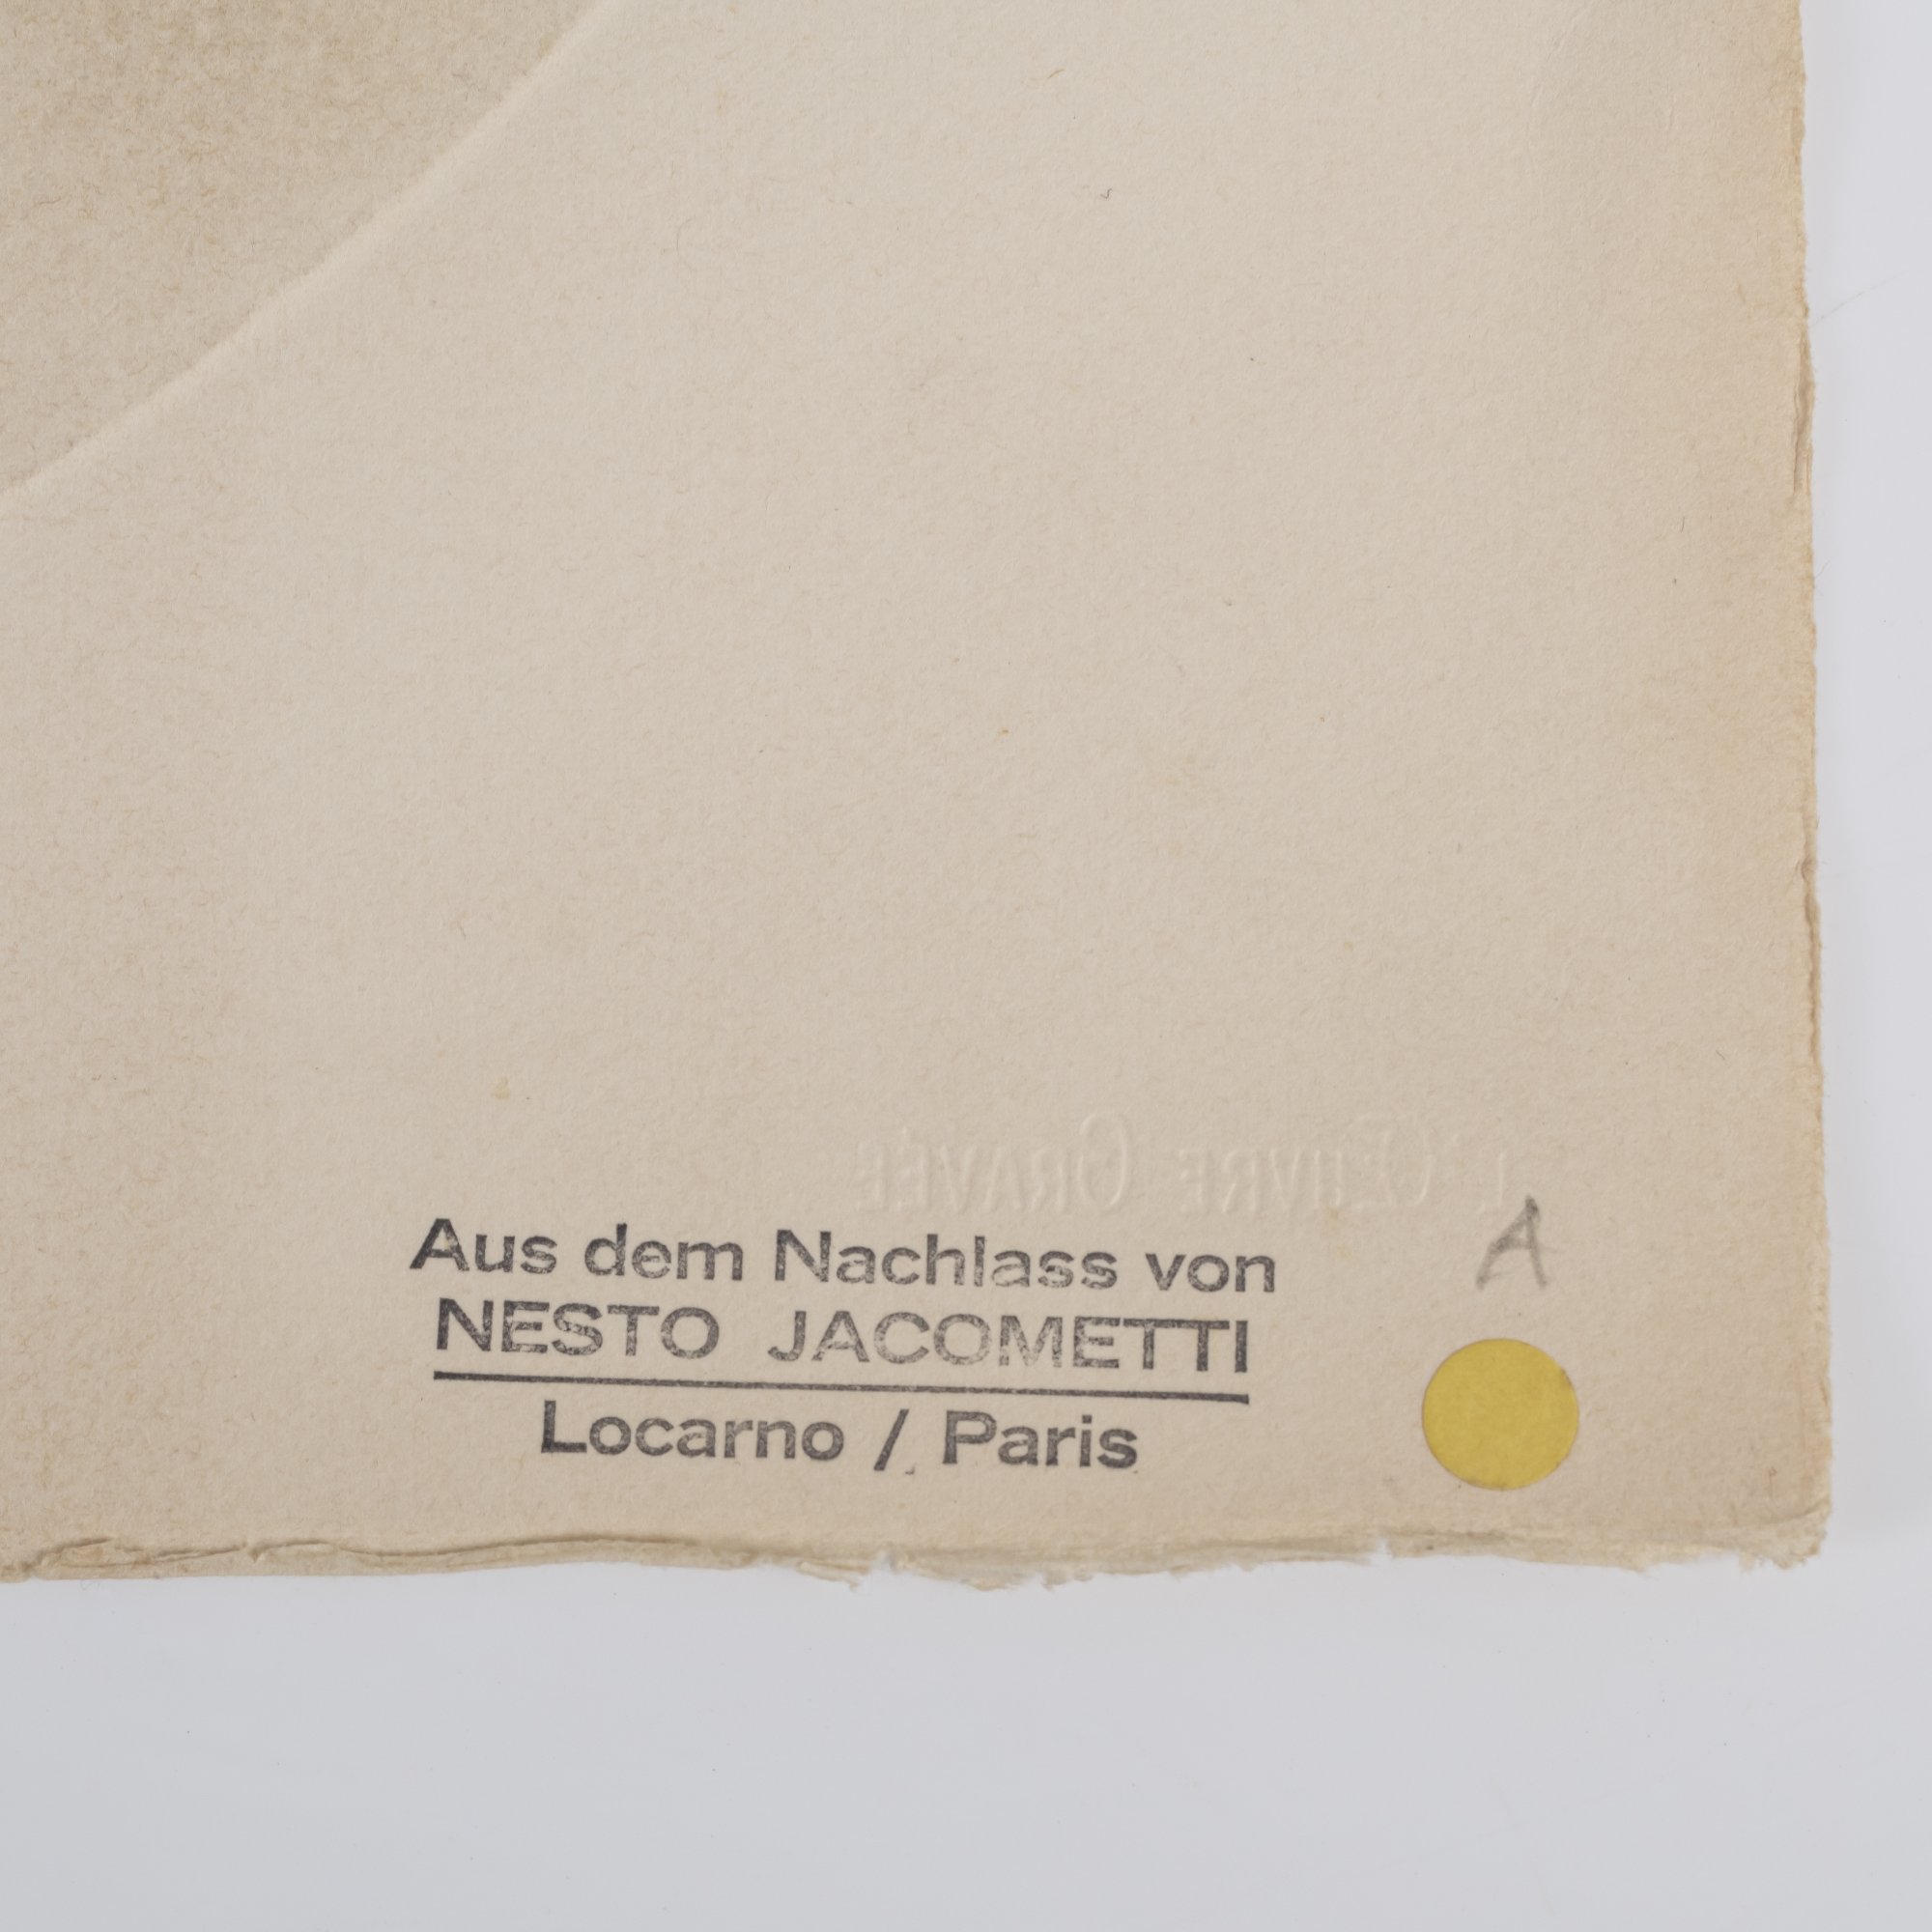 L'ŒUVRE GRAVÉE
A
Aus dem Nachlass von
NESTO JACOMETTI
Locarno / Paris